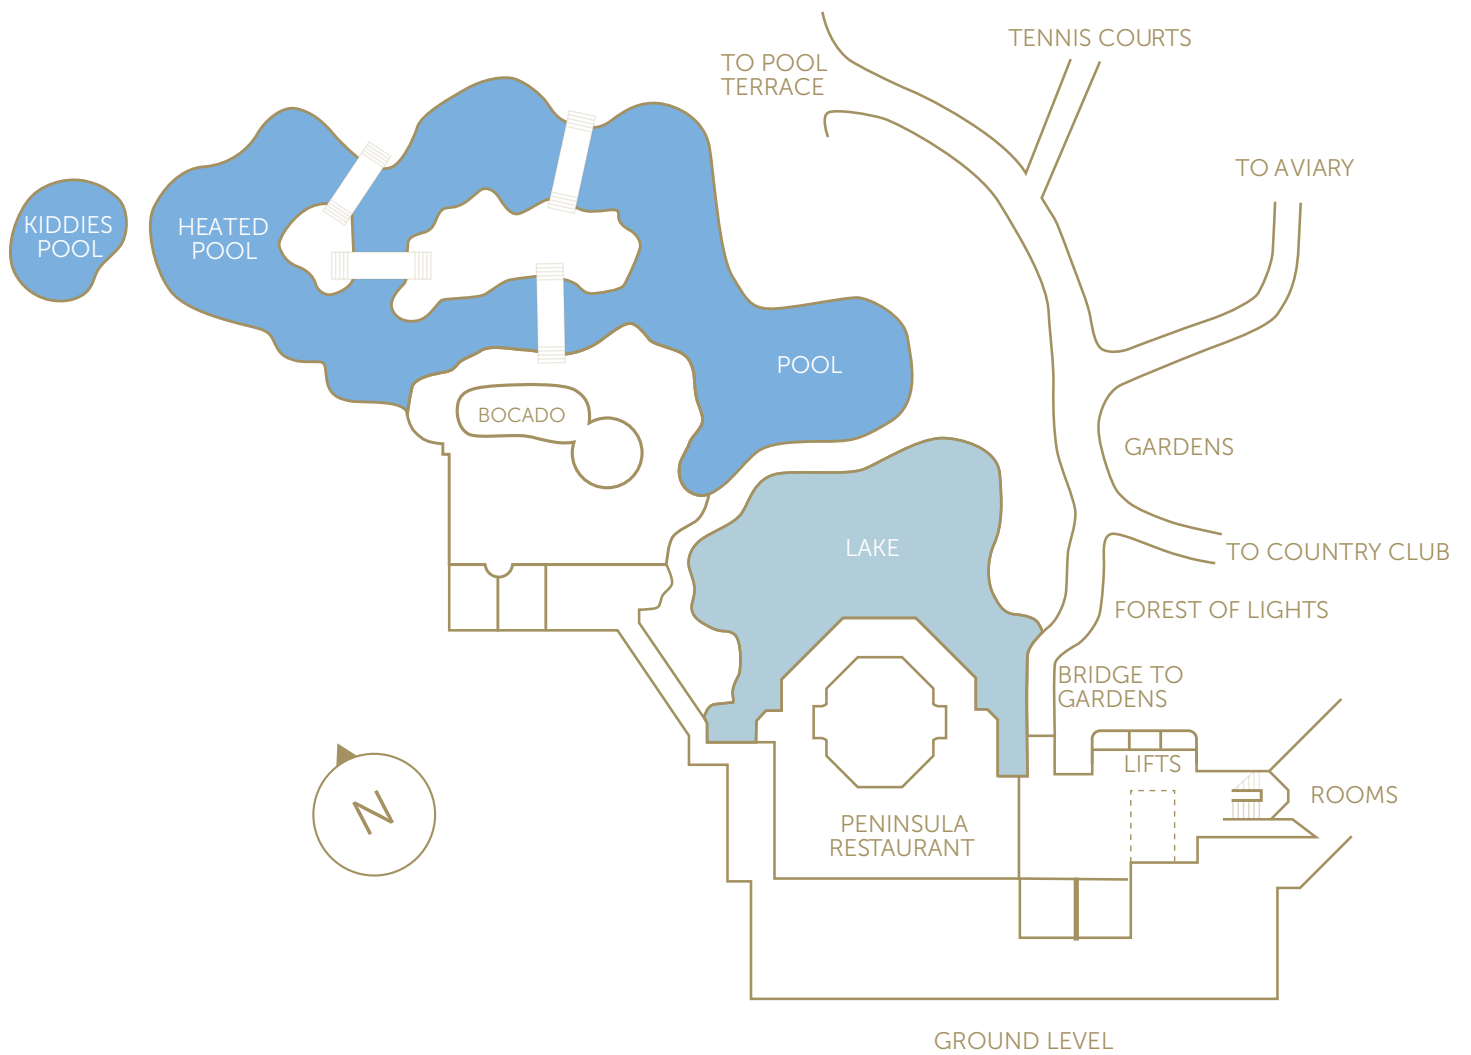 TENNIS COURTS
TO POOL
TERRACE
TO AVIARY
KIDDIES
POOL
HEATED
POOL
POOL
BOCADO
GARDENS
LAKE
TO COUNTRY CLUB
FOREST OF LIGHTS
BRIDGE TO
GARDENS
LIFTS
ROOMS
N
PENINSULA
RESTAURANT
GROUND LEVEL